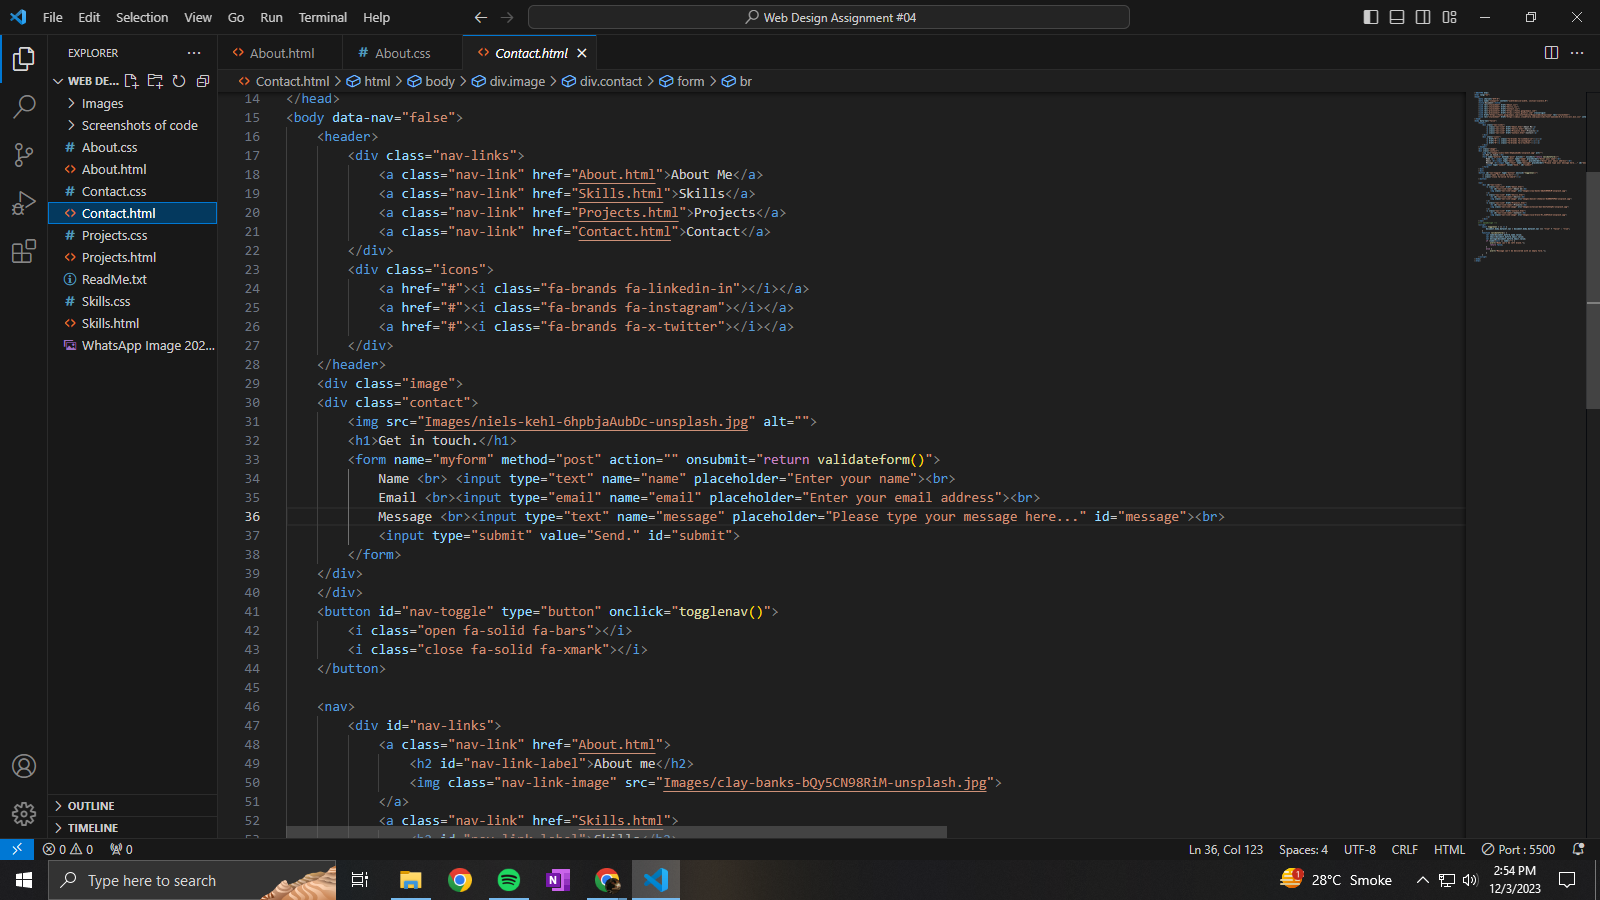 File Edit Selection View Go Run Terminal Help
Web Design Assignment #04
EXPLORER
WEB DE...
Images
Screenshots of code
About.css
About.html
Contact.css
Contact.html
Projects.css
Projects.html
ReadMe.txt
Skills.css
Skills.html
WhatsApp Image 202...
OUTLINE
TIMELINE
About.html About.css Contact.html
Contact.html > html > body > div.image > div.contact > form > br
14 </head>
15 <body data-nav="false">
16 <header>
17 <div class="nav-links">
18 <a class="nav-link" href="About.html">About Me</a>
19 <a class="nav-link" href="Skills.html">Skills</a>
20 <a class="nav-link" href="Projects.html">Projects</a>
21 <a class="nav-link" href="Contact.html">Contact</a>
22 </div>
23 <div class="icons">
24 <a href="#"><i class="fa-brands fa-linkedin-in"></i></a>
25 <a href="#"><i class="fa-brands fa-instagram"></i></a>
26 <a href="#"><i class="fa-brands fa-x-twitter"></i></a>
27 </div>
28 </header>
29 <div class="image">
30 <div class="contact">
31 <img src="Images/niels-kehl-6hpbjaAubDc-unsplash.jpg" alt="">
32 <h1>Get in touch.</h1>
33 <form name="myform" method="post" action="" onsubmit="return validateform()">
34 Name <br> <input type="text" name="name" placeholder="Enter your name"><br>
35 Email <br><input type="email" name="email" placeholder="Enter your email address"><br>
36 Message <br><input type="text" name="message" placeholder="Please type your message here..." id="message"><br>
37 <input type="submit" value="Send." id="submit">
38 </form>
39 </div>
40 </div>
41 <button id="nav-toggle" type="button" onclick="togglenav()">
42 <i class="open fa-solid fa-bars"></i>
43 <i class="close fa-solid fa-xmark"></i>
44 </button>
45
46 <nav>
47 <div id="nav-links">
48 <a class="nav-link" href="About.html">
49 <h2 id="nav-link-label">About me</h2>
50 <img class="nav-link-image" src="Images/clay-banks-bQy5CN98RiM-unsplash.jpg">
51 </a>
52 <a class="nav-link" href="Skills.html">
53 <h2 id="nav-link-label">Skills</h2>
0 0 0 Ln 36, Col 123 Spaces: 4 UTF-8 CRLF HTML Port : 5500
Type here to search
1 28°C Smoke
2:54 PM
12/3/2023